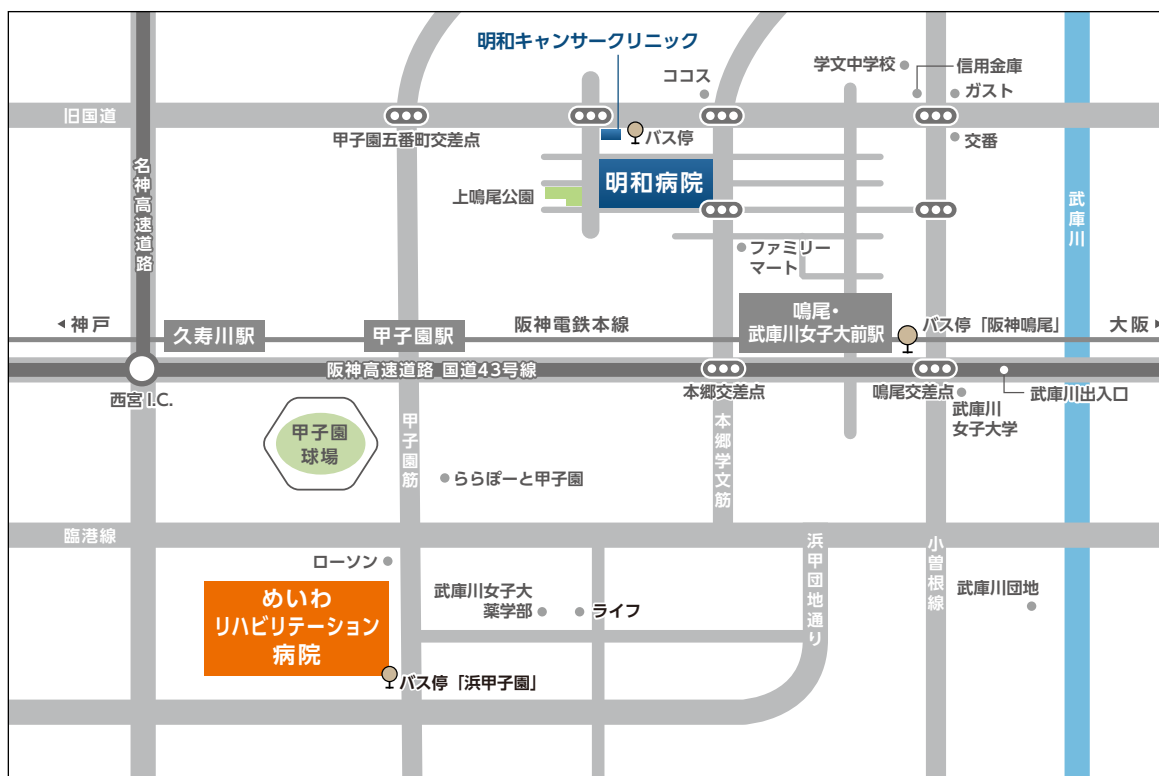 明和キャンサークリニック
学文中学校
信用金庫
ココス
ガスト
旧国道
甲子園五番町交差点
バス停
交番
名神高速道路
明和病院
上鳴尾公園
武庫川
ファミリー
マート
神戸
久寿川駅
甲子園駅
阪神電鉄本線
鳴尾・
武庫川女子大前駅
バス停「阪神鳴尾」
大阪
阪神高速道路 国道43号線
西宮 I.C.
本郷交差点
鳴尾交差点
武庫川
女子大学
武庫川出入口
甲子園
球場
甲子園筋
本郷学文筋
ららぽーと甲子園
臨港線
ローソン
浜甲団地通り
小曽根線
めいわ
リハビリテーション
病院
武庫川女子大
薬学部
ライフ
武庫川団地
バス停「浜甲子園」